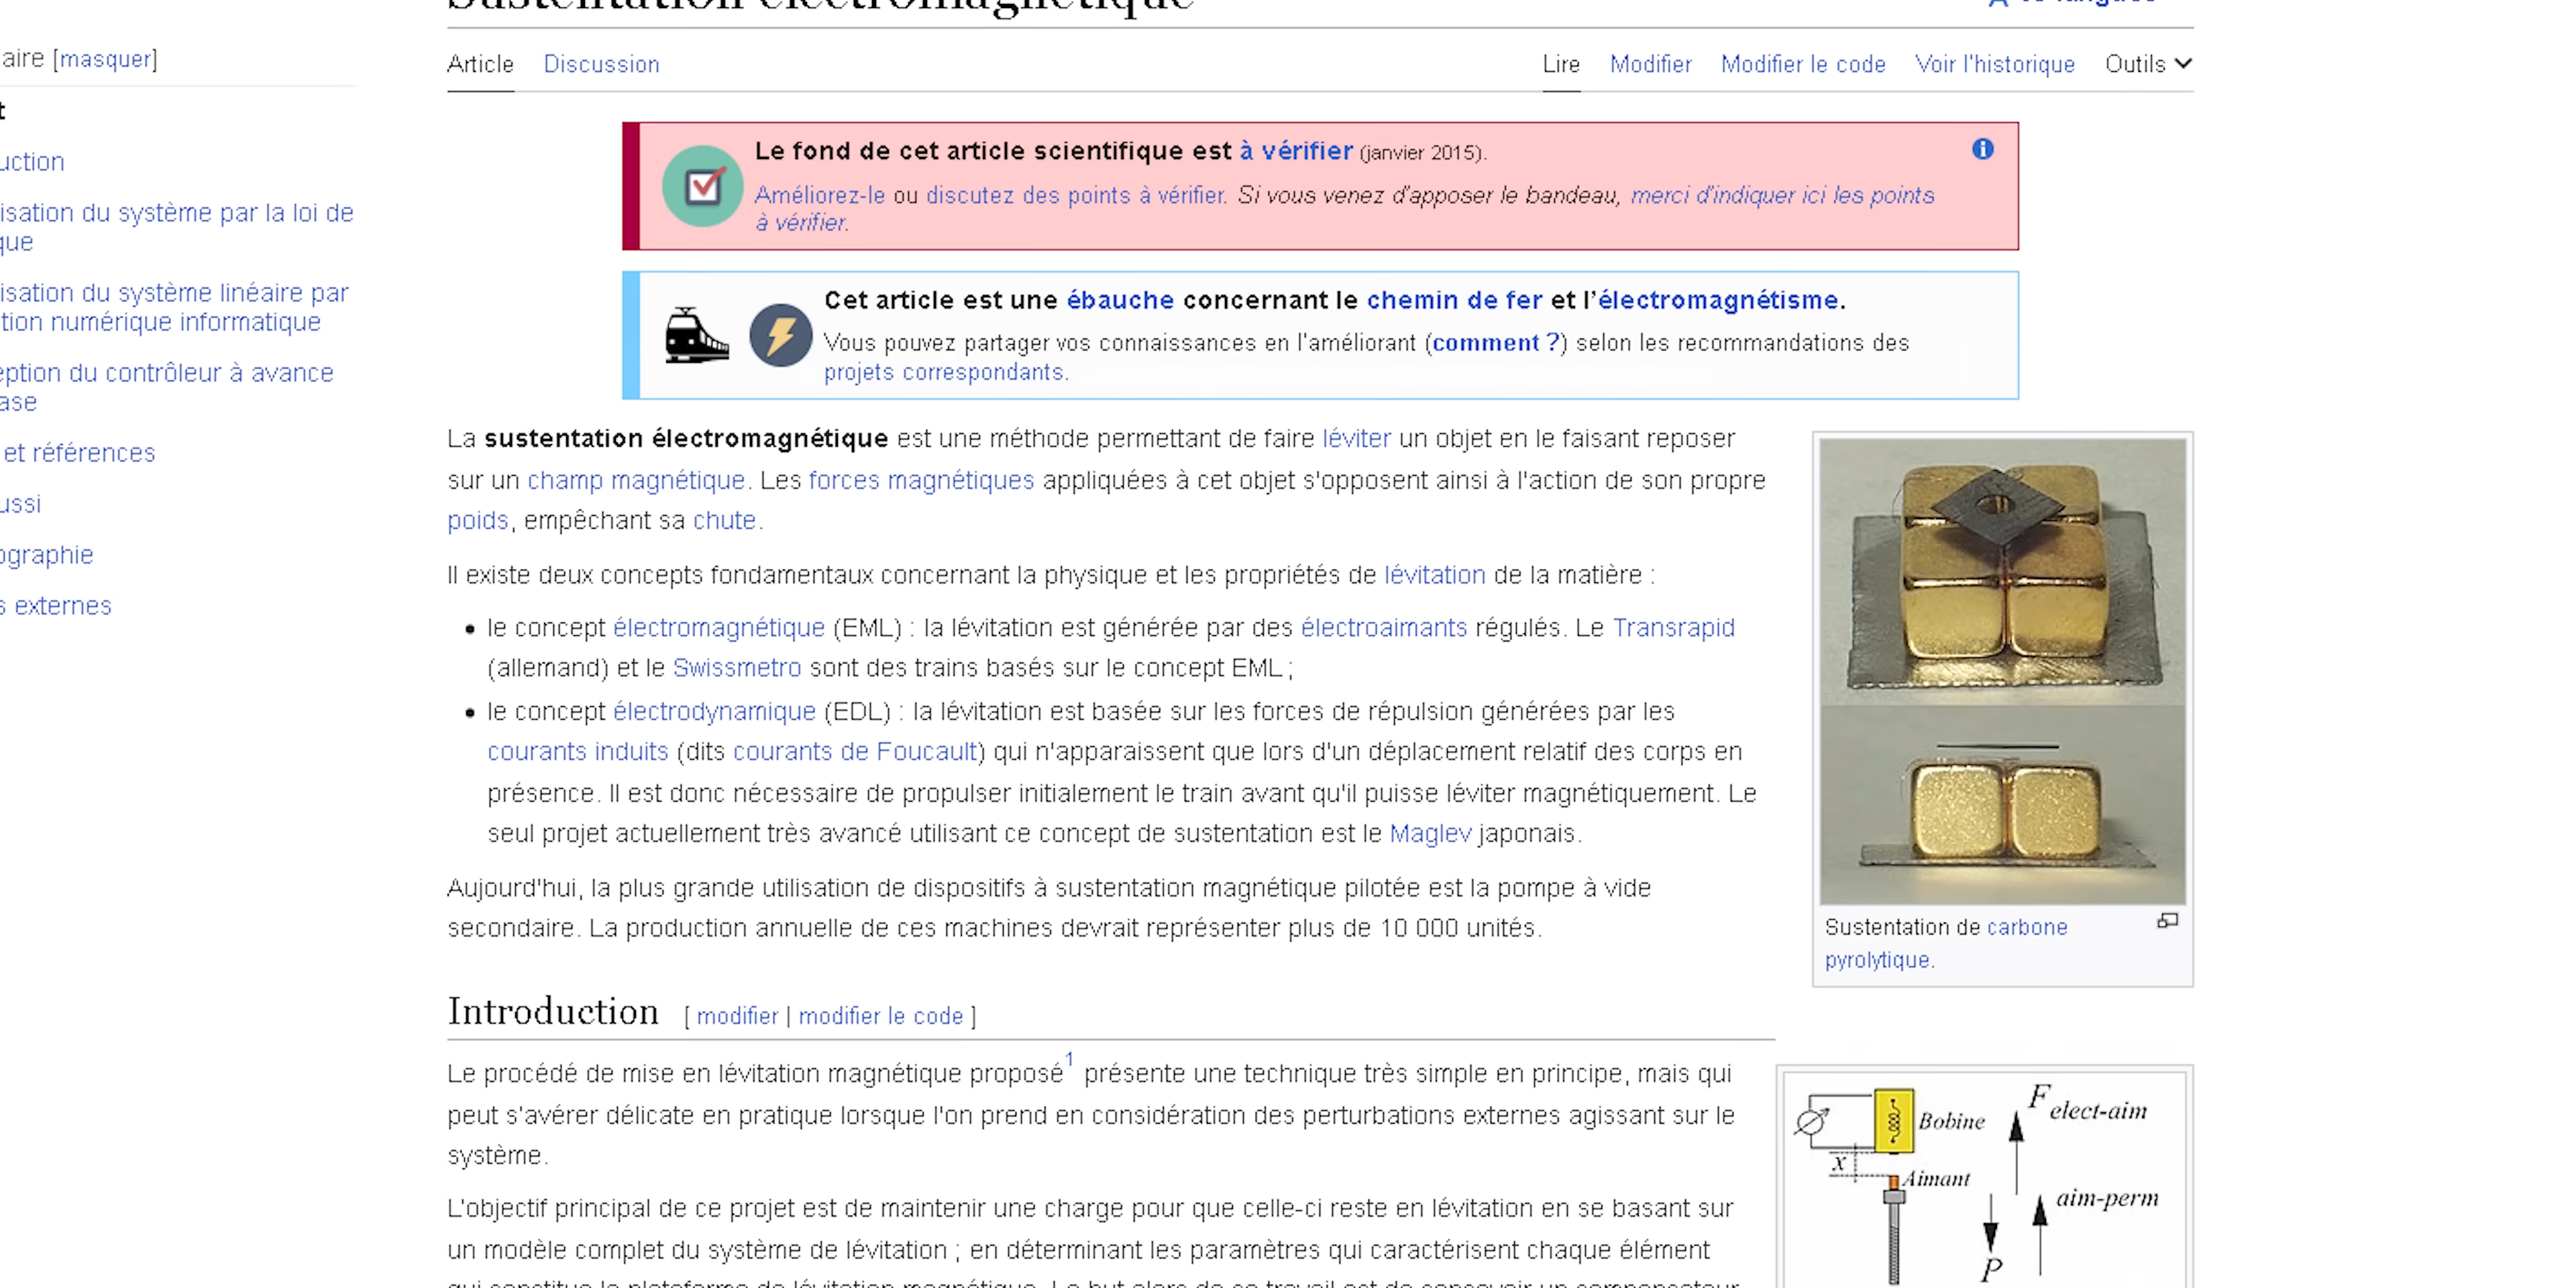 Sustentation électromagnétique
aire [masquer]
Article Discussion Lire Modifier Modifier le code Voir l'historique Outils
uction
isation du système par la loi de
que
isation du système linéaire par
tion numérique informatique
eption du contrôleur à avance
ase
et références
ussi
ographie
s externes
Le fond de cet article scientifique est à vérifier (janvier 2015).
Améliorez-le ou discutez des points à vérifier. Si vous venez d'apposer le bandeau, merci d'indiquer ici les points
à vérifier.
Cet article est une ébauche concernant le chemin de fer et l'électromagnétisme.
Vous pouvez partager vos connaissances en l'améliorant (comment ?) selon les recommandations des
projets correspondants.
La sustentation électromagnétique est une méthode permettant de faire léviter un objet en le faisant reposer
sur un champ magnétique. Les forces magnétiques appliquées à cet objet s'opposent ainsi à l'action de son propre
poids, empêchant sa chute.
Il existe deux concepts fondamentaux concernant la physique et les propriétés de lévitation de la matière :
• le concept électromagnétique (EML) : la lévitation est générée par des électroaimants régulés. Le Transrapid
(allemand) et le Swissmetro sont des trains basés sur le concept EML ;
• le concept électrodynamique (EDL) : la lévitation est basée sur les forces de répulsion générées par les
courants induits (dits courants de Foucault) qui n'apparaissent que lors d'un déplacement relatif des corps en
présence. Il est donc nécessaire de propulser initialement le train avant qu'il puisse léviter magnétiquement. Le
seul projet actuellement très avancé utilisant ce concept de sustentation est le Maglev japonais.
Aujourd'hui, la plus grande utilisation de dispositifs à sustentation magnétique pilotée est la pompe à vide
secondaire. La production annuelle de ces machines devrait représenter plus de 10 000 unités.
Sustentation de carbone
pyrolytique.
Introduction [ modifier | modifier le code ]
Le procédé de mise en lévitation magnétique proposé1 présente une technique très simple en principe, mais qui
peut s'avérer délicate en pratique lorsque l'on prend en considération des perturbations externes agissant sur le
système.
L'objectif principal de ce projet est de maintenir une charge pour que celle-ci reste en lévitation en se basant sur
un modèle complet du système de lévitation ; en déterminant les paramètres qui caractérisent chaque élément
F elect-aim
Bobine
x
Aimant
aim-perm
P